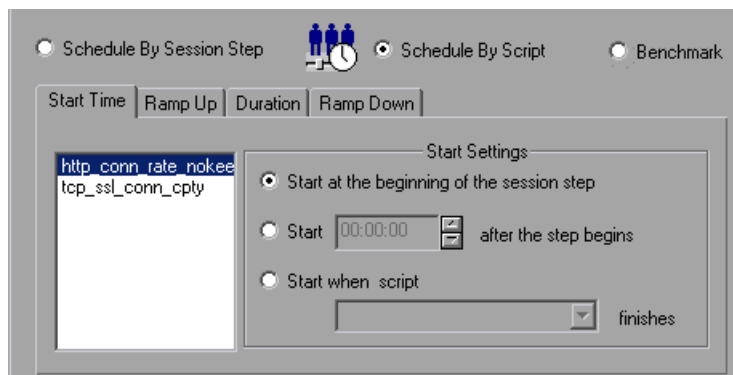 Schedule By Session Step
Schedule By Script
Benchmark
Start Time
Ramp Up
Duration
Ramp Down
http_conn_rate_nokee
tcp_ssl_conn_cpty
Start Settings
Start at the beginning of the session step
Start 00:00:00 after the step begins
Start when script
finishes